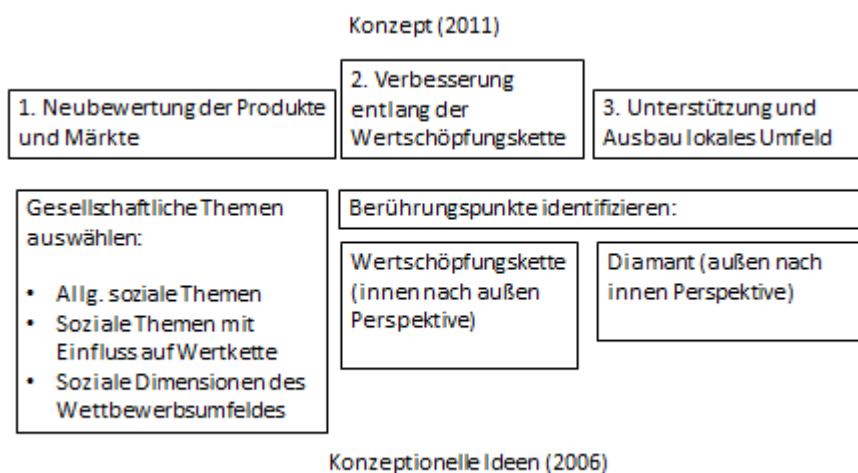 Konzept (2011)
1. Neubewertung der Produkte
und Märkte
2. Verbesserung
entlang der
Wertschöpfungskette
3. Unterstützung und
Ausbau lokales Umfeld
Gesellschaftliche Themen
auswählen:
• Allg. soziale Themen
• Soziale Themen mit
Einfluss auf Wertkette
• Soziale Dimensionen des
Wettbewerbsumfeldes
Berührungspunkte identifizieren:
Wertschöpfungskette
(innen nach außen
Perspektive)
Diamant (außen nach
innen Perspektive)
Konzeptionelle Ideen (2006)